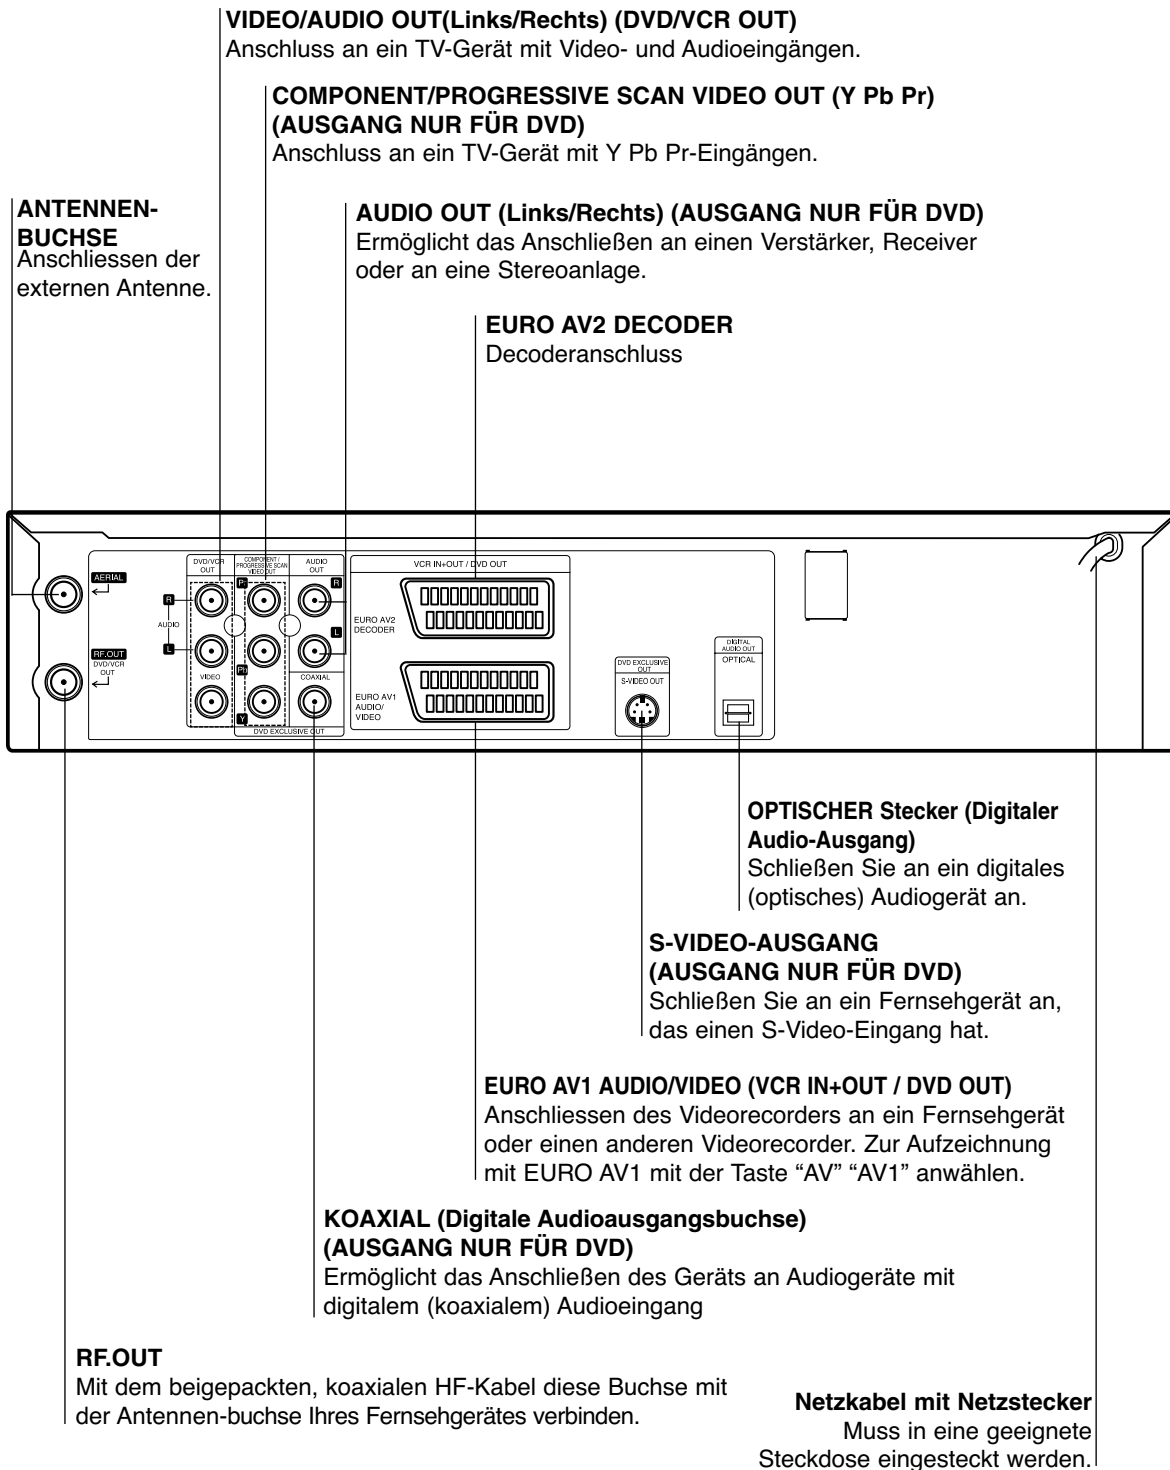 VIDEO/AUDIO OUT(Links/Rechts) (DVD/VCR OUT)
Anschluss an ein TV-Gerät mit Video- und Audioeingängen.
COMPONENT/PROGRESSIVE SCAN VIDEO OUT (Y Pb Pr)
(AUSGANG NUR FÜR DVD)
Anschluss an ein TV-Gerät mit Y Pb Pr-Eingängen.
ANTENNEN-
BUCHSE
Anschliessen der
externen Antenne.
AUDIO OUT (Links/Rechts) (AUSGANG NUR FÜR DVD)
Ermöglicht das Anschließen an einen Verstärker, Receiver
oder an eine Stereoanlage.
EURO AV2 DECODER
Decoderanschluss
AERIAL
RF.OUT
DVD/VCR
OUT
DVD/VCR
OUT
R
AUDIO
L
VIDEO
COMPONENT /
PROGRESSIVE SCAN
VIDEO OUT
Pr
Pb
Y
AUDIO
OUT
R
L
COAXIAL
DVD EXCLUSIVE OUT
VCR IN+OUT / DVD OUT
EURO AV2
DECODER
EURO AV1
AUDIO/
VIDEO
DVD EXCLUSIVE
OUT
S-VIDEO OUT
DIGITAL
AUDIO OUT
OPTICAL
OPTISCHER Stecker (Digitaler
Audio-Ausgang)
Schließen Sie an ein digitales
(optisches) Audiogerät an.
S-VIDEO-AUSGANG
(AUSGANG NUR FÜR DVD)
Schließen Sie an ein Fernsehgerät an,
das einen S-Video-Eingang hat.
EURO AV1 AUDIO/VIDEO (VCR IN+OUT / DVD OUT)
Anschliessen des Videorecorders an ein Fernsehgerät
oder einen anderen Videorecorder. Zur Aufzeichnung
mit EURO AV1 mit der Taste “AV” “AV1” anwählen.
KOAXIAL (Digitale Audioausgangsbuchse)
(AUSGANG NUR FÜR DVD)
Ermöglicht das Anschließen des Geräts an Audiogeräte mit
digitalem (koaxialem) Audioeingang
RF.OUT
Mit dem beigepackten, koaxialen HF-Kabel diese Buchse mit
der Antennen-buchse Ihres Fernsehgerätes verbinden.
Netzkabel mit Netzstecker
Muss in eine geeignete
Steckdose eingesteckt werden.